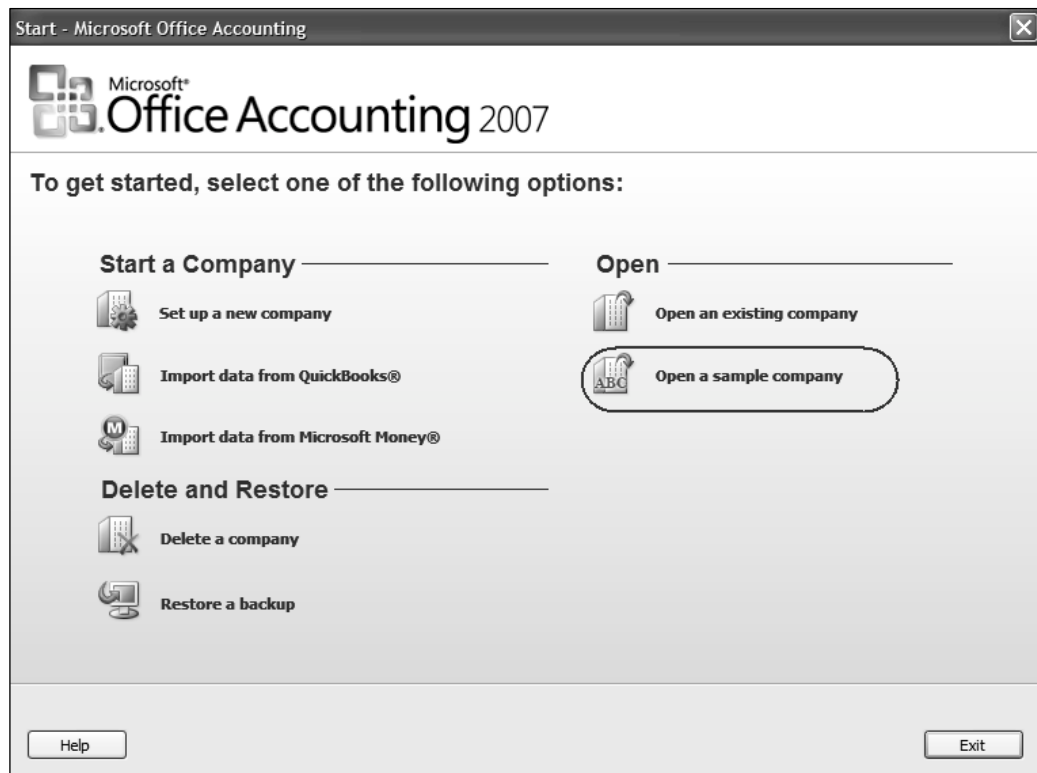 Start - Microsoft Office Accounting
Microsoft®
Office Accounting 2007
To get started, select one of the following options:
Start a Company
Set up a new company
Import data from QuickBooks®
Import data from Microsoft Money®
Delete and Restore
Delete a company
Restore a backup
Open
Open an existing company
ABC
Open a sample company
Help
Exit